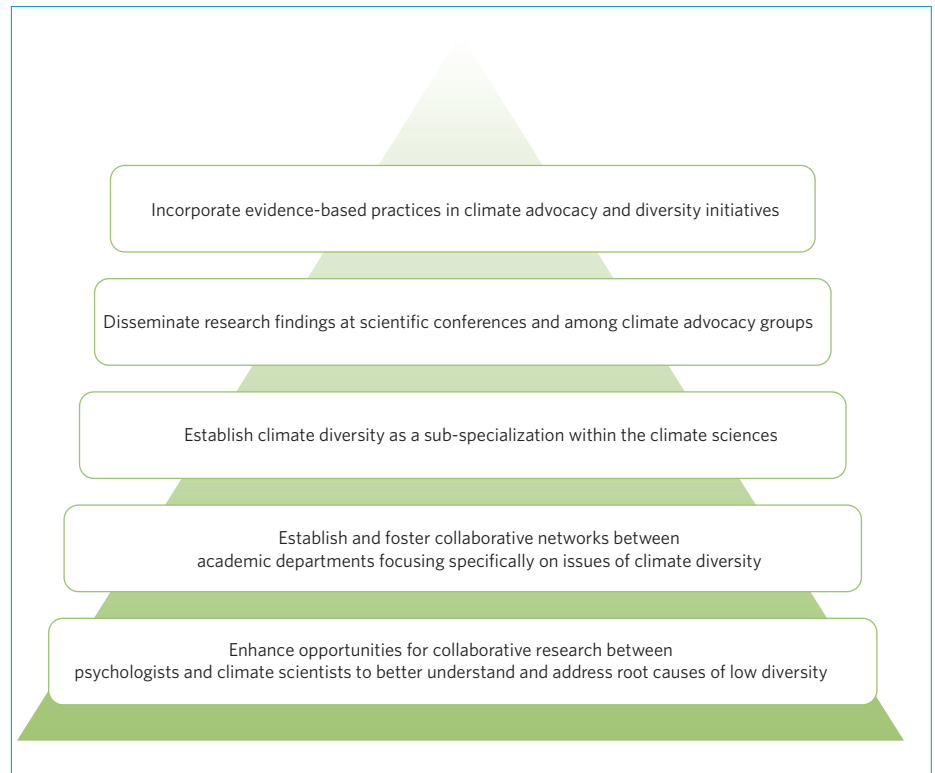 Incorporate evidence-based practices in climate advocacy and diversity initiatives
Disseminate research findings at scientific conferences and among climate advocacy groups
Establish climate diversity as a sub-specialization within the climate sciences
Establish and foster collaborative networks between
academic departments focusing specifically on issues of climate diversity
Enhance opportunities for collaborative research between
psychologists and climate scientists to better understand and address root causes of low diversity